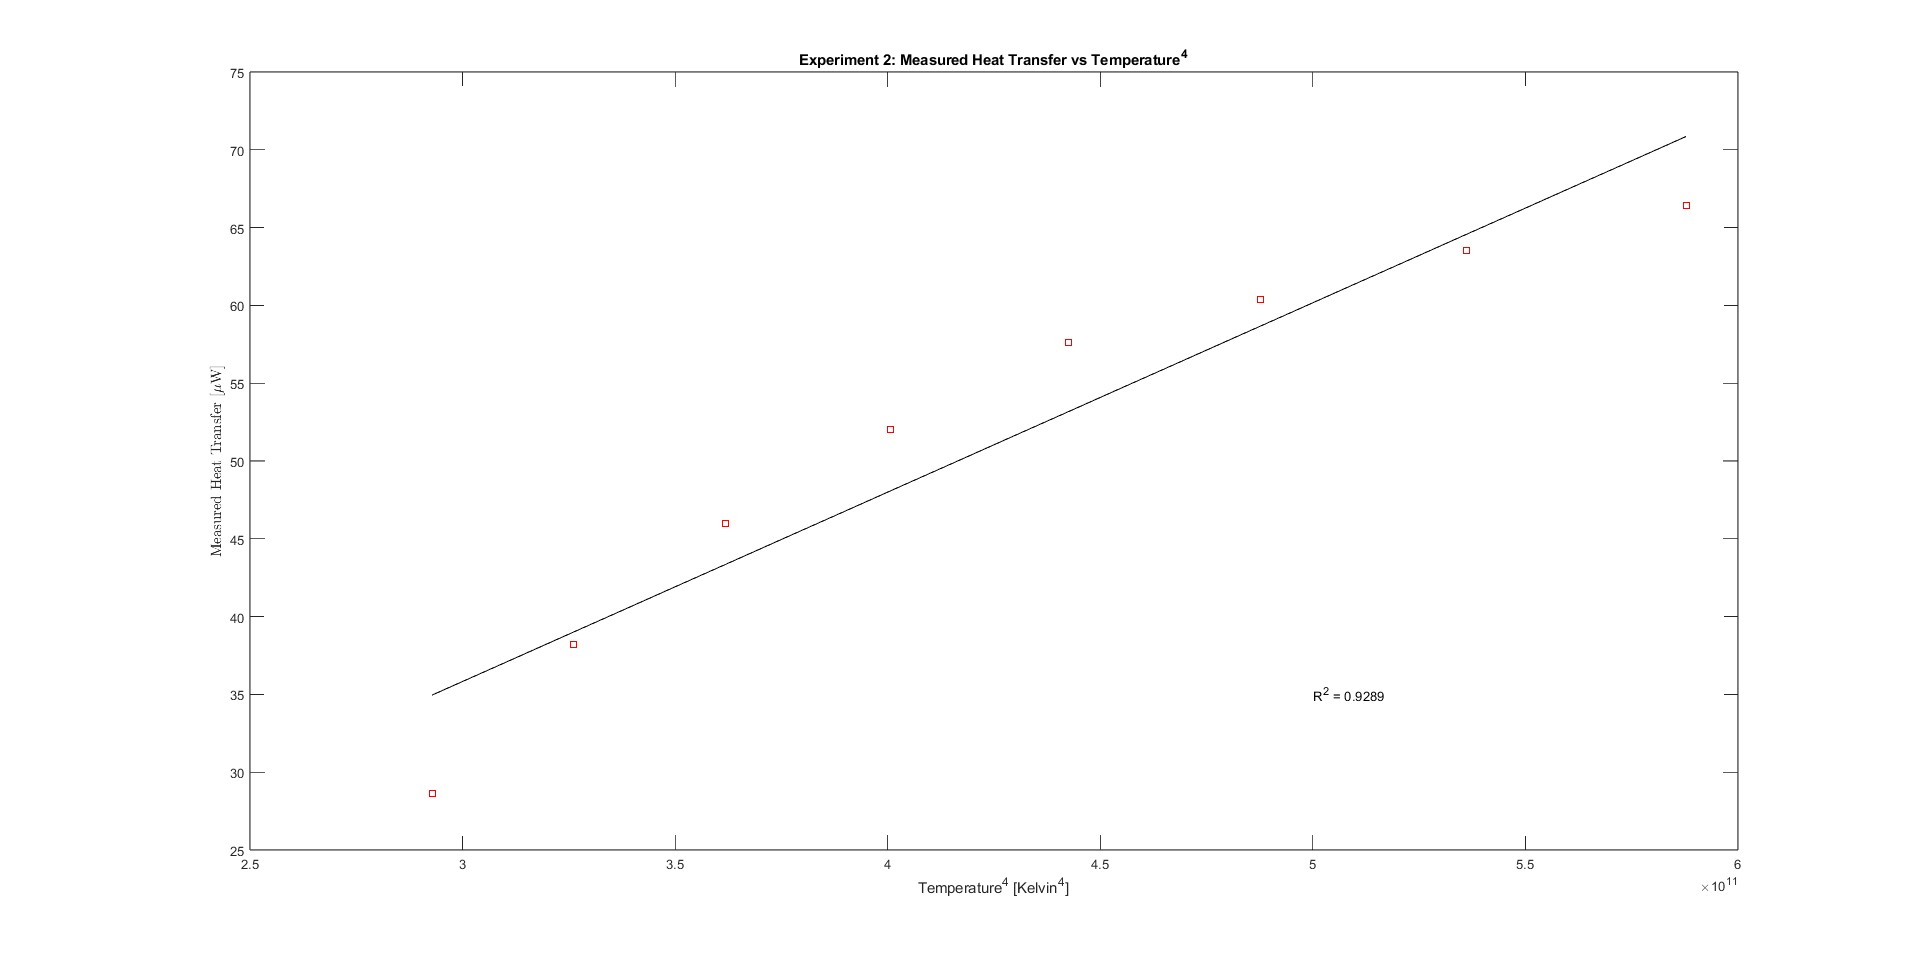 Experiment 2: Measured Heat Transfer vs Temperature⁴
75
70
65
60
55
50
45
40
35
30
25
Measured Heat Transfer [μW]
R² = 0.9289
2.5 3 3.5 4 4.5 5 5.5 6
×10¹¹
Temperature⁴ [Kelvin⁴]